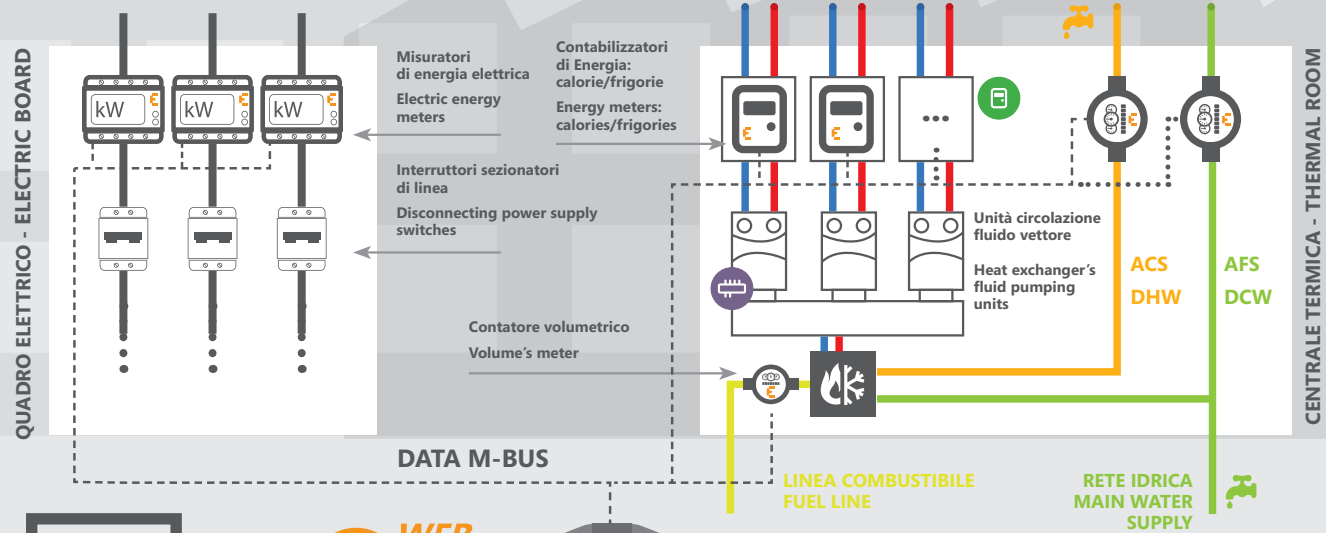 QUADRO ELETTRICO - ELECTRIC BOARD
kW
kW
kW
Misuratori
di energia elettrica
Electric energy
meters
Interruttori sezionatori
di linea
Disconnecting power supply
switches
Contabilizzatori
di Energia:
calorie/frigorie
Energy meters:
calories/frigories
Contatore volumetrico
Volume's meter
Unità circolazione
fluido vettore
Heat exchanger's
fluid pumping
units
ACS
DHW
AFS
DCW
CENTRALE TERMICA - THERMAL ROOM
DATA M-BUS
LINEA COMBUSTIBILE
FUEL LINE
RETE IDRICA
MAIN WATER
SUPPLY
WEB